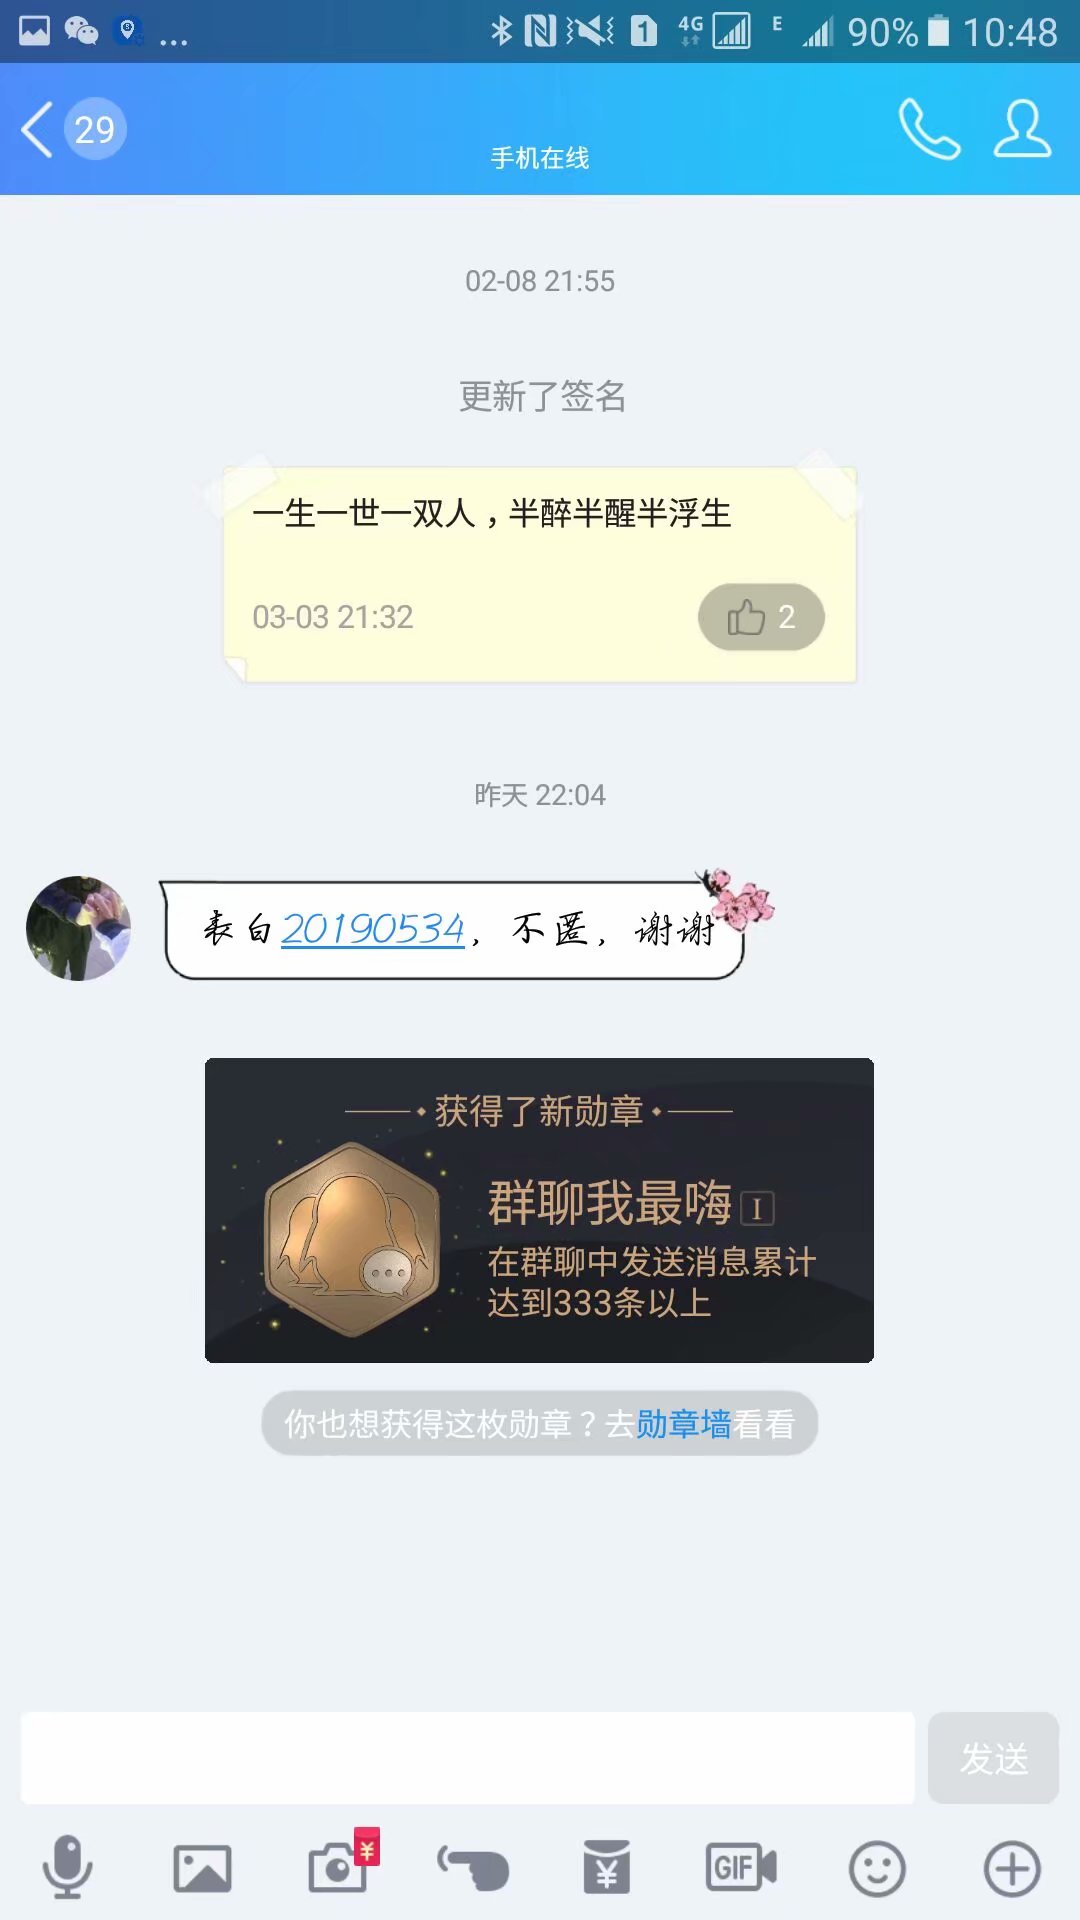 4G E 90% 10:48
29
手机在线
02-08 21:55
更新了签名
一生一世一双人，半醉半醒半浮生
03-03 21:32
2
昨天 22:04
表白20190534，不匿，谢谢
获得了新勋章
群聊我最嗨 I
在群聊中发送消息累计
达到333条以上
你也想获得这枚勋章？去勋章墙看看
发送
GIF